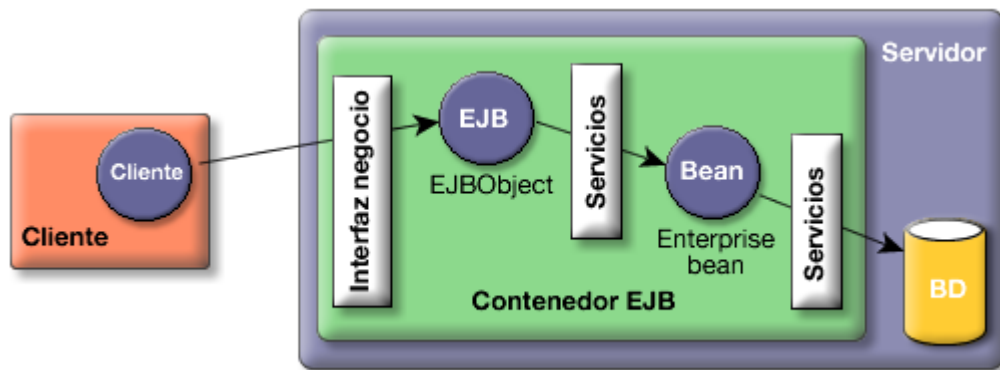 Servidor
Cliente
Cliente
Interfaz negocio
EJB
EJBObject
Servicios
Bean
Enterprise
bean
Servicios
Contenedor EJB
BD